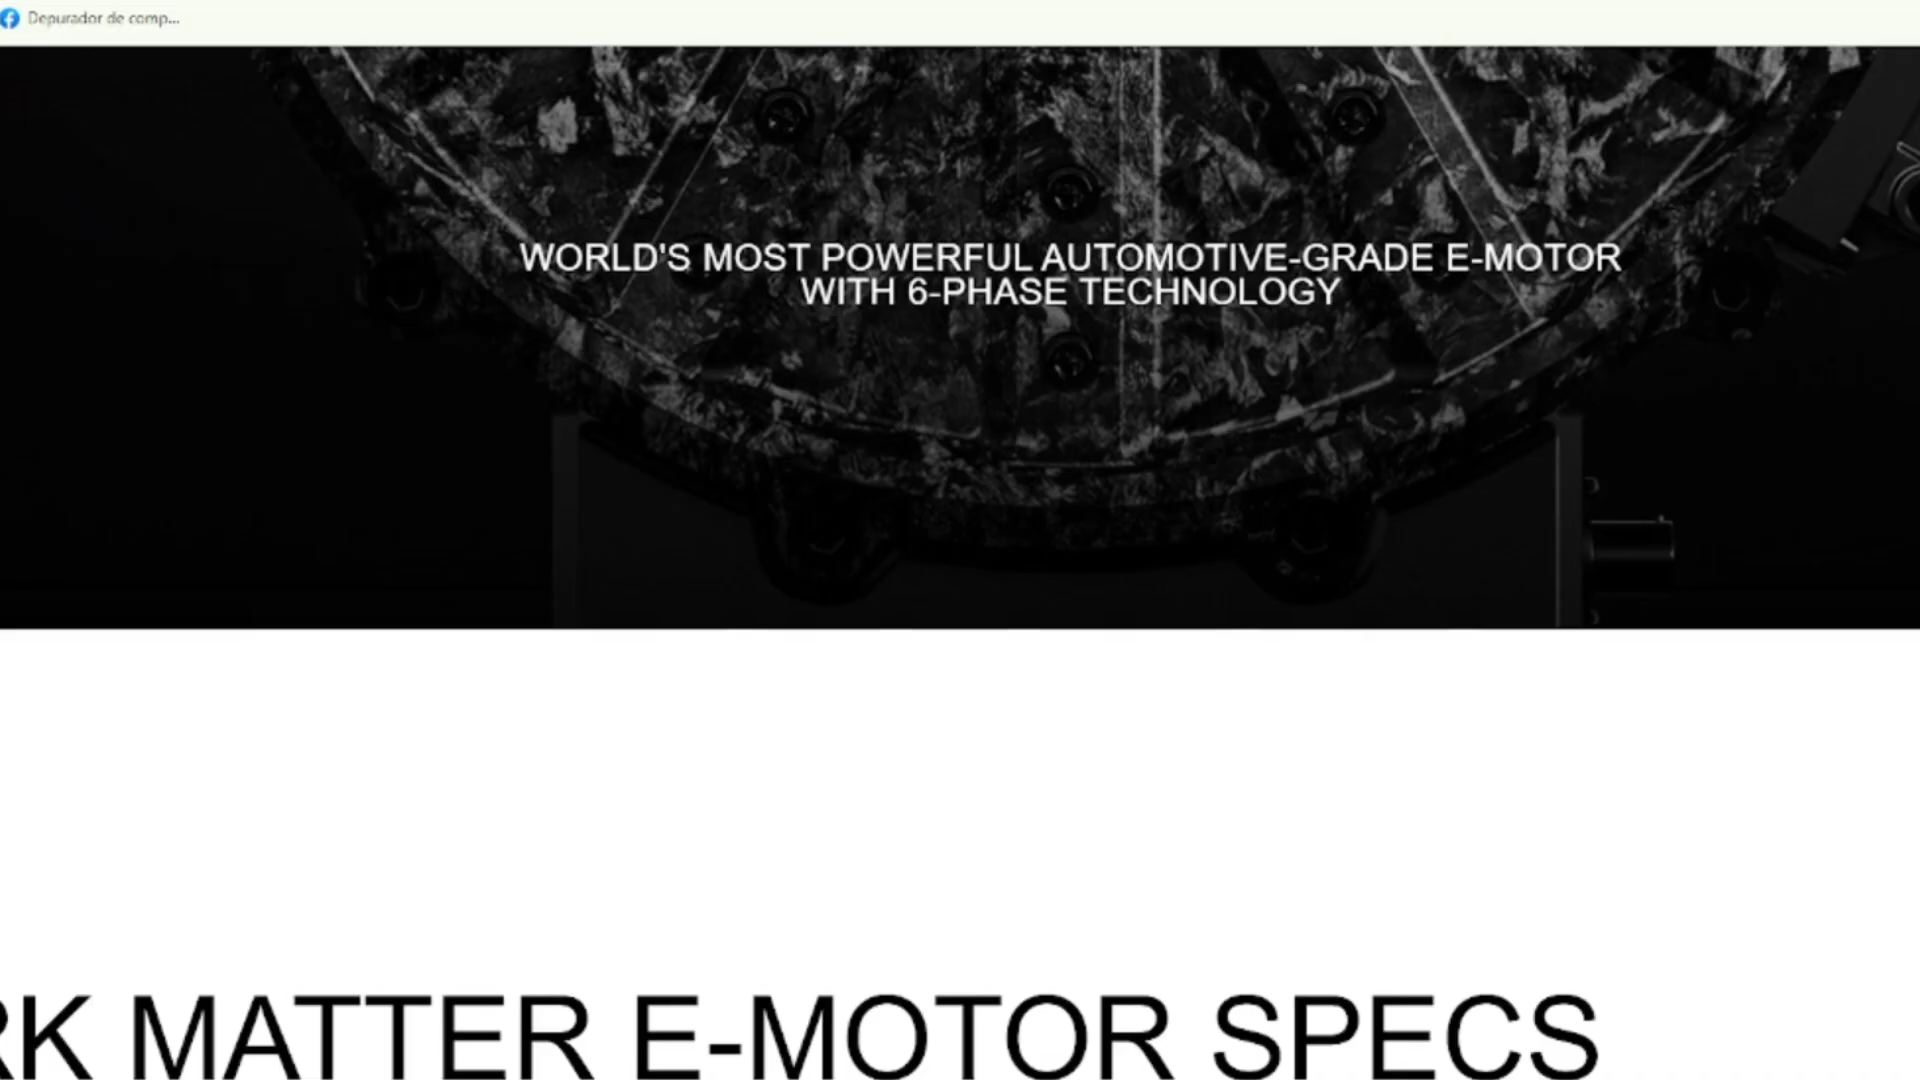 Depurador de comp...
WORLD'S MOST POWERFUL AUTOMOTIVE-GRADE E-MOTOR
WITH 6-PHASE TECHNOLOGY
RK MATTER E-MOTOR SPECS